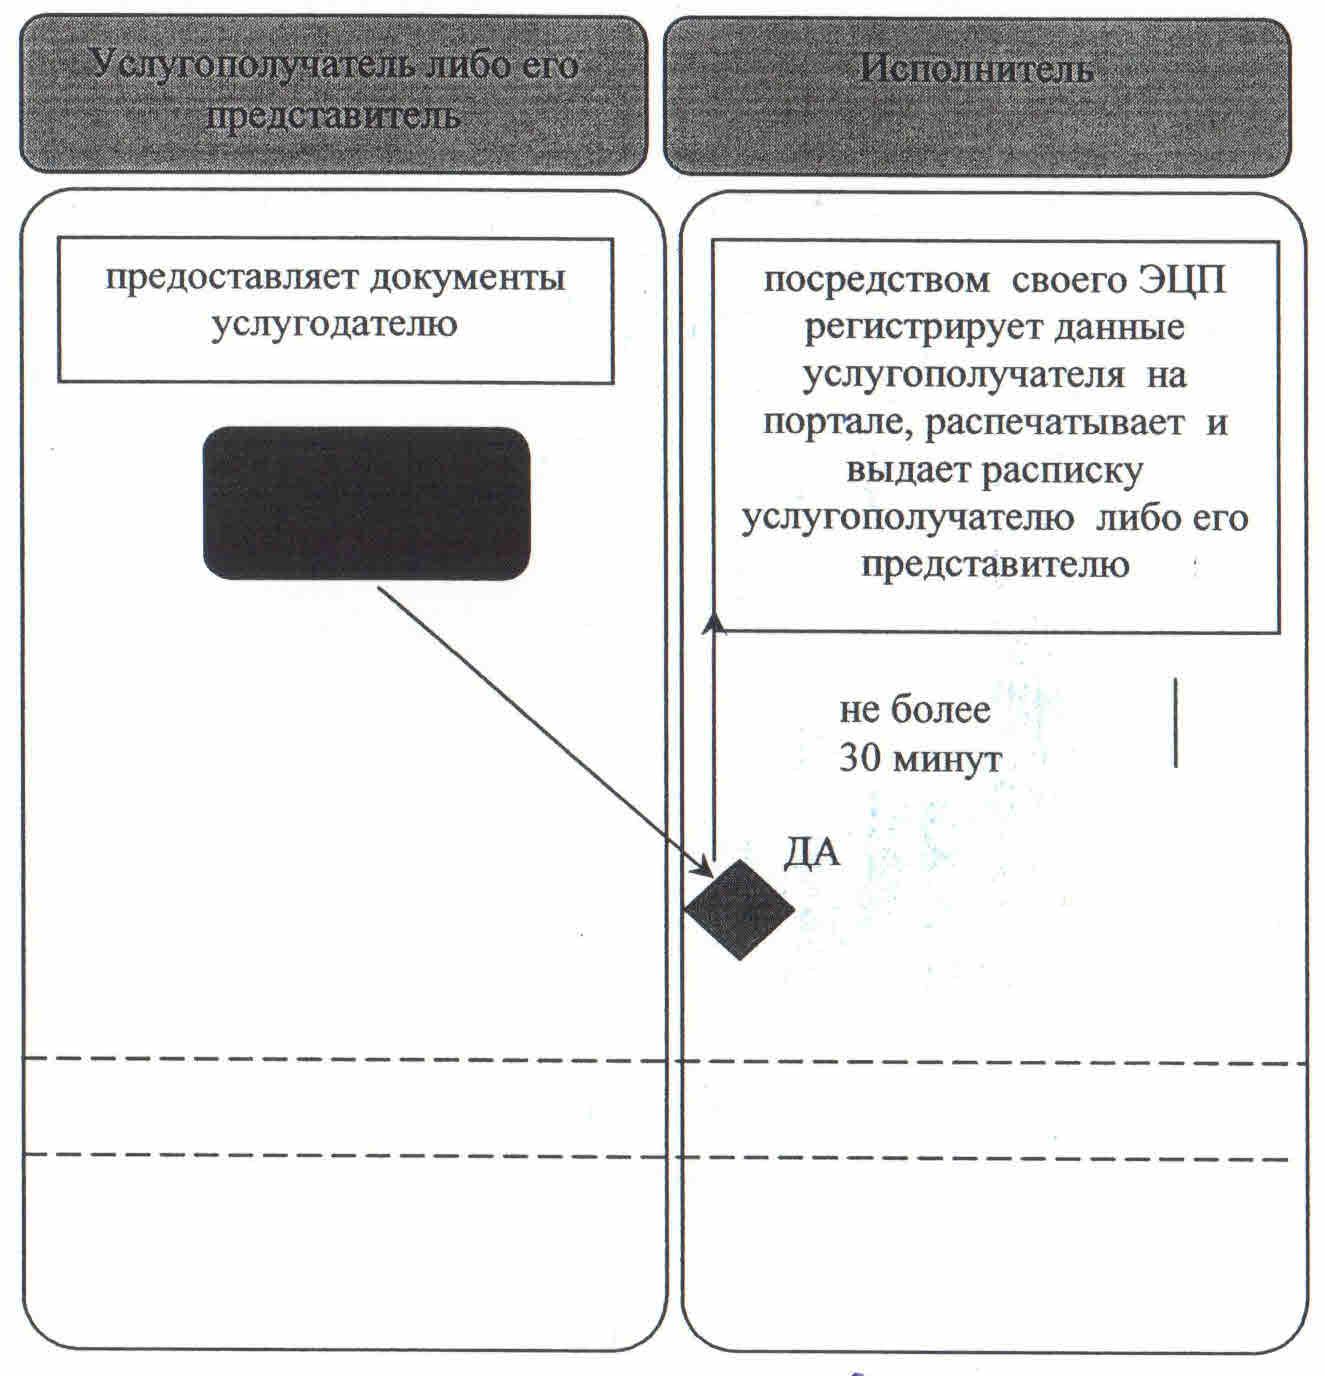 Услугополучатель либо его
представитель
Исполнитель
предоставляет документы
услугодателю
посредством своего ЭЦП
регистрирует данные
услугополучателя на
портале, распечатывает и
выдает расписку
услугополучателю либо его
представителю
не более
30 минут
ДА